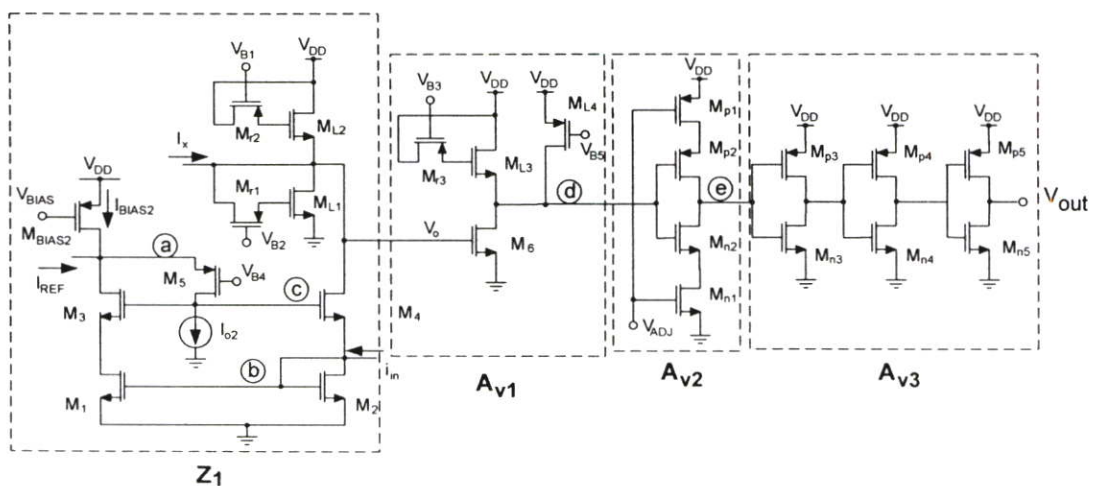 V_B1
V_DD
M_r2
M_L2
I_x
M_r1
M_L1
V_B2
V_DD
V_BIAS
I_BIAS2
M_BIAS2
a
I_REF
M_5
V_B4
c
M_3
I_o2
M_4
b
i_in
M_1
M_2
Z_1
V_B3
V_DD
V_DD
M_L4
V_B5
M_r3
M_L3
d
V_o
M_6
A_v1
V_DD
M_p1
M_p2
e
M_n2
M_n1
V_ADJ
A_v2
V_DD
V_DD
V_DD
M_p3
M_p4
M_p5
V_out
M_n3
M_n4
M_n5
A_v3